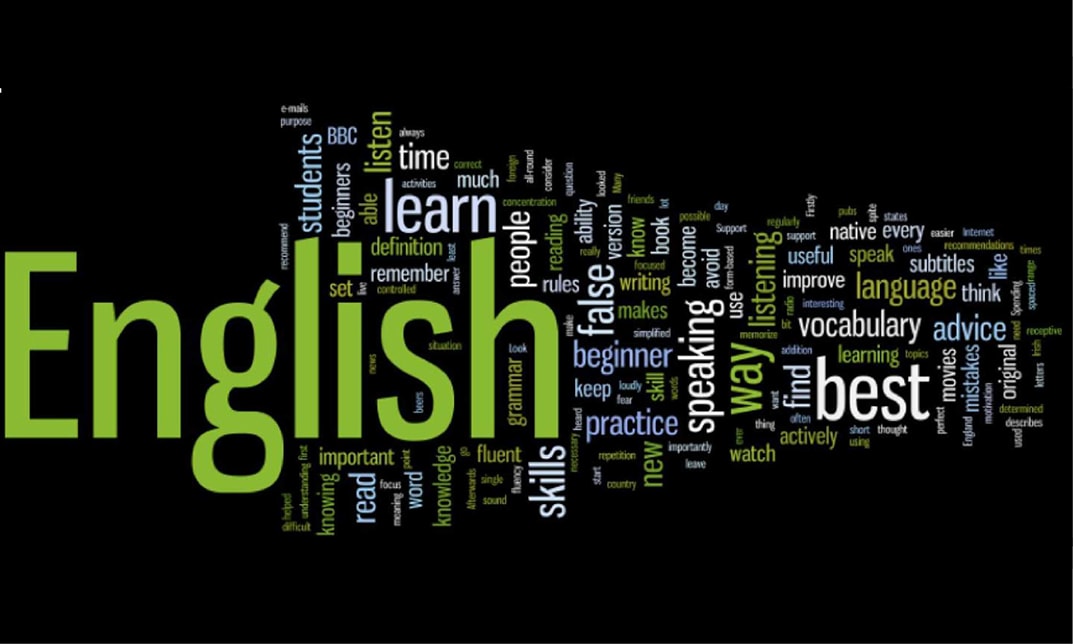 e-mails
purpose
students
BBC
beginners
listen
always
time
correct
able
activities
much
learn
foreign
all-round
consider
question
looked
Many
concentration
recommend
definition
least
remember
answer
set
live
controlled
people
reading
ability
really
rules
version
friends
know
focused
book
lot
possible
become
day
Support
avoid
form-based
English
situation
news
beers
Look
grammar
make
false
writing
makes
simplified
beginner
keep
loudly
fear
skill
words
practice
heard
speaking
use
way
listening
memorize
regularly
support
Firstly
pubs
spite
states
native
every
easier
Internet
useful
speak
ones
recommendations
times
subtitles
like
improve
language
think
spaced
range
Spending
radio
bit
interesting
vocabulary
advice
need
receptive
Irish
addition
learning
topics
find
best
movies
mistakes
original
letters
want
thing
often
actively
short
thought
using
perfect
England
motivation
determined
describes
used
ever
watch
important
point
knowledge
go
fluent
fluency
skills
necessary
repetition
start
country
new
importantly
leave
first
understanding
helped
difficult
knowing
read
focus
meaning
word
Afterwards
single
sound